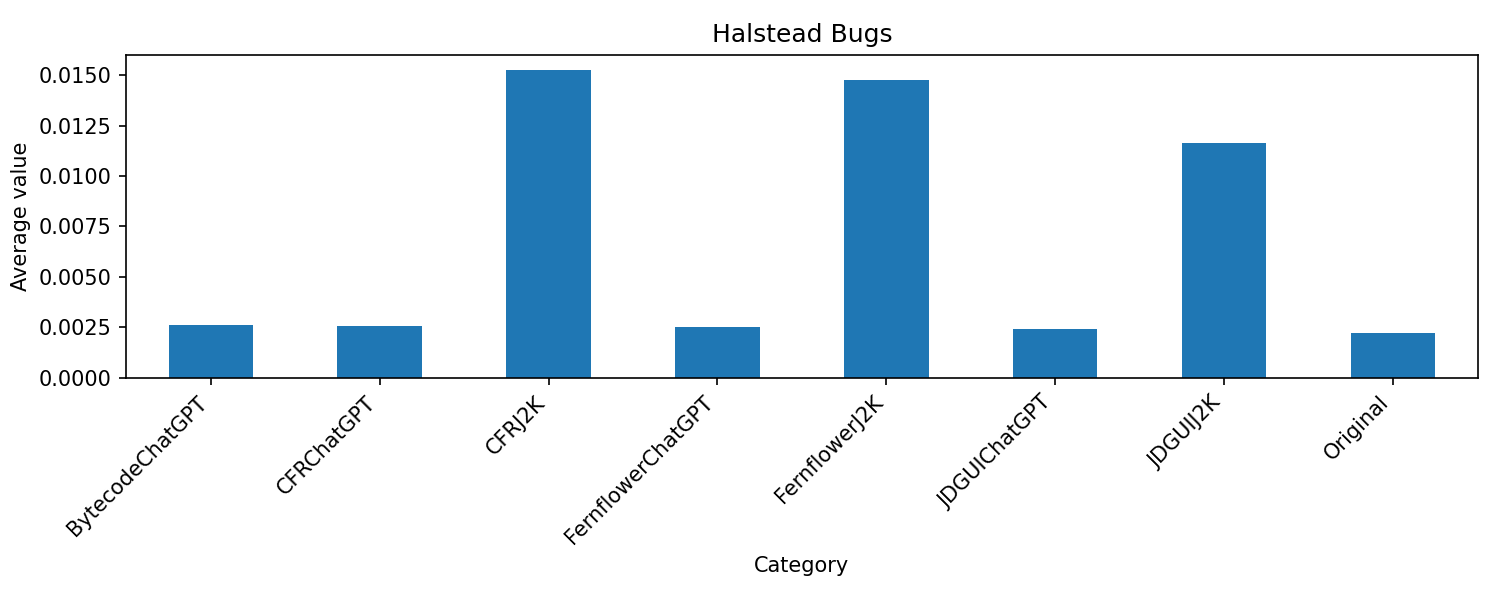 Halstead Bugs
Average value
0.0150
0.0125
0.0100
0.0075
0.0050
0.0025
0.0000
BytecodeChatGPT
CFRChatGPT
CFRJ2K
FernflowerChatGPT
FernflowerJ2K
JDGUIChatGPT
JDGUIJ2K
Original
Category